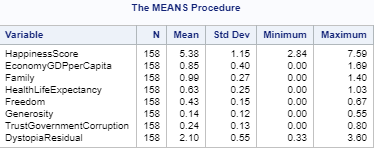 The MEANS Procedure
Variable N Mean Std Dev Minimum Maximum
HappinessScore 158 5.38 1.15 2.84 7.59
EconomyGDPperCapita 158 0.85 0.40 0.00 1.69
Family 158 0.99 0.27 0.00 1.40
HealthLifeExpectancy 158 0.63 0.25 0.00 1.03
Freedom 158 0.43 0.15 0.00 0.67
Generosity 158 0.14 0.12 0.00 0.55
TrustGovernmentCorruption 158 0.24 0.13 0.00 0.80
DystopiaResidual 158 2.10 0.55 0.33 3.60